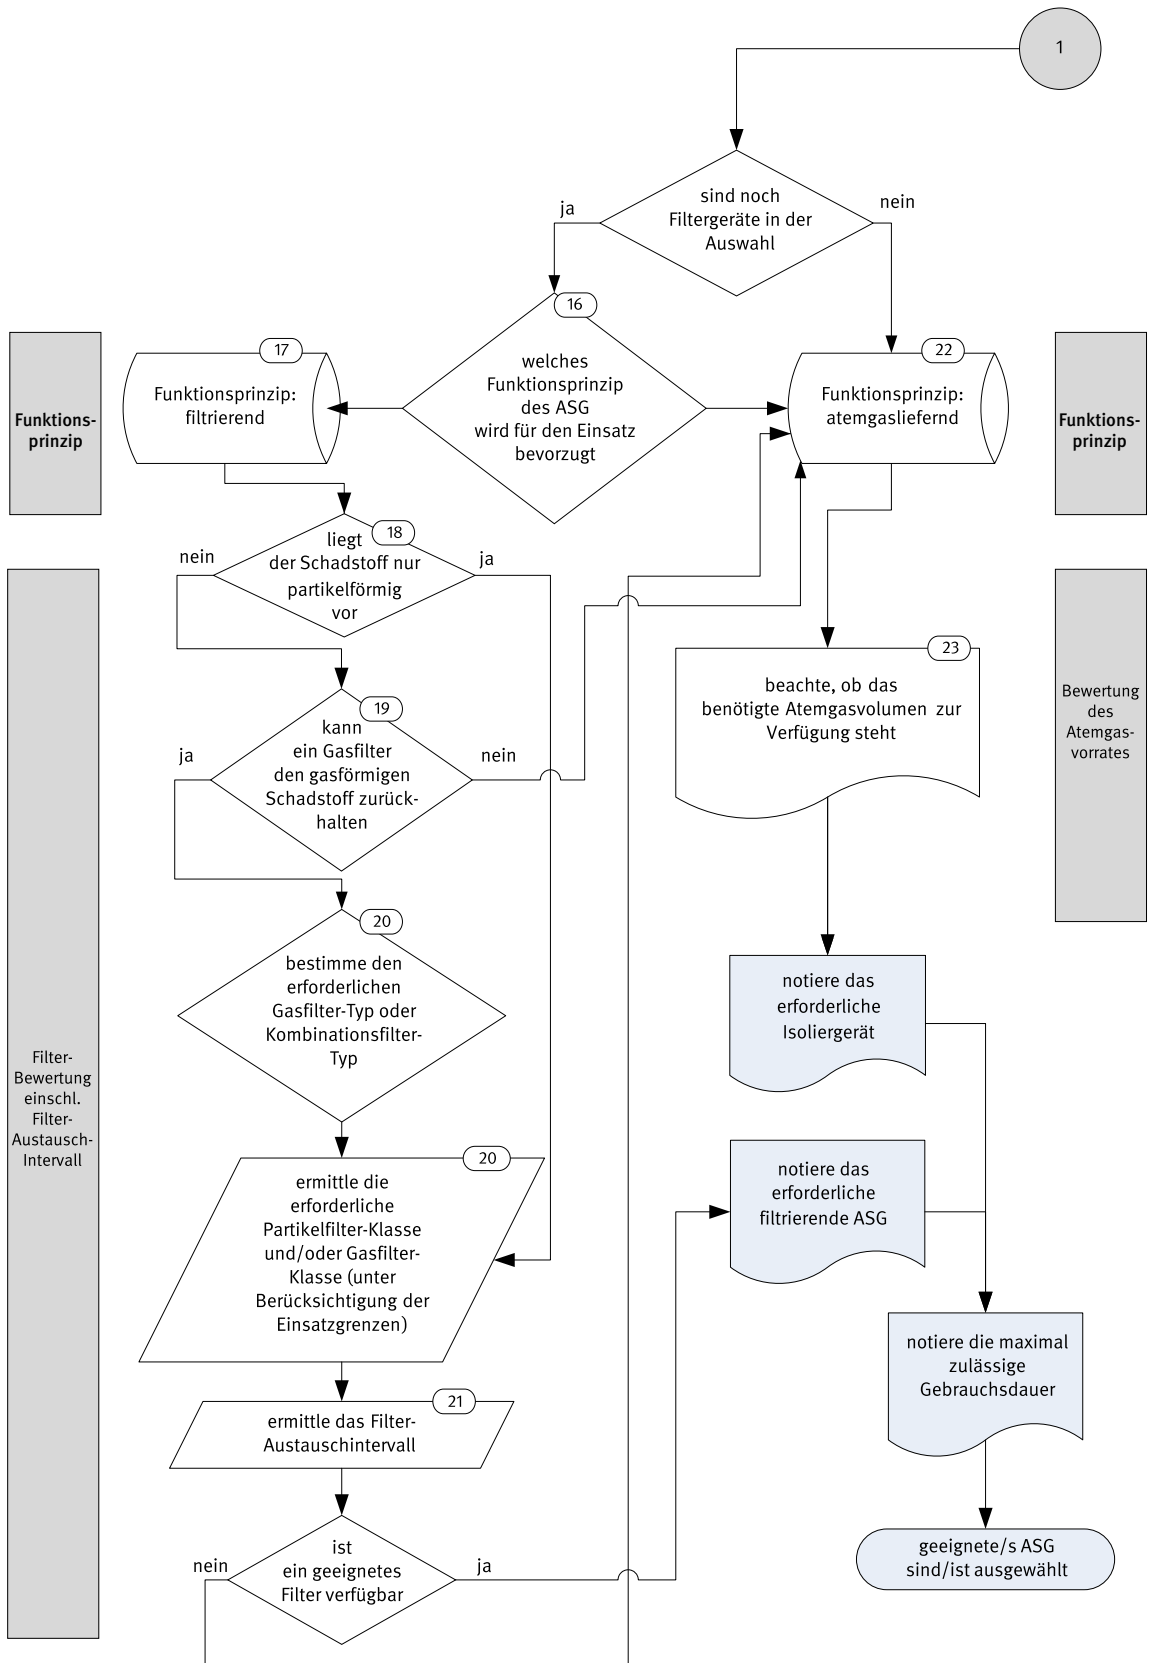 1
sind noch
Filtergeräte in der
Auswahl
ja
nein
16
welches
Funktionsprinzip
des ASG
wird für den Einsatz
bevorzugt
Funktions-
prinzip
17
Funktionsprinzip:
filtrierend
22
Funktionsprinzip:
atemgasliefernd
Funktions-
prinzip
18
liegt
der Schadstoff nur
partikelförmig
vor
nein
ja
19
kann
ein Gasfilter
den gasförmigen
Schadstoff zurück-
halten
ja
nein
23
beachte, ob das
benötigte Atemgasvolumen zur
Verfügung steht
Bewertung
des
Atemgas-
vorrates
20
bestimme den
erforderlichen
Gasfilter-Typ oder
Kombinationsfilter-
Typ
notiere das
erforderliche
Isoliergerät
Filter-
Bewertung
einschl.
Filter-
Austausch-
Intervall
20
ermittle die
erforderliche
Partikelfilter-Klasse
und/oder Gasfilter-
Klasse (unter
Berücksichtigung der
Einsatzgrenzen)
notiere das
erforderliche
filtrierende ASG
notiere die maximal
zulässige
Gebrauchsdauer
21
ermittle das Filter-
Austauschintervall
ist
ein geeignetes
Filter verfügbar
nein
ja
geeignete/s ASG
sind/ist ausgewählt